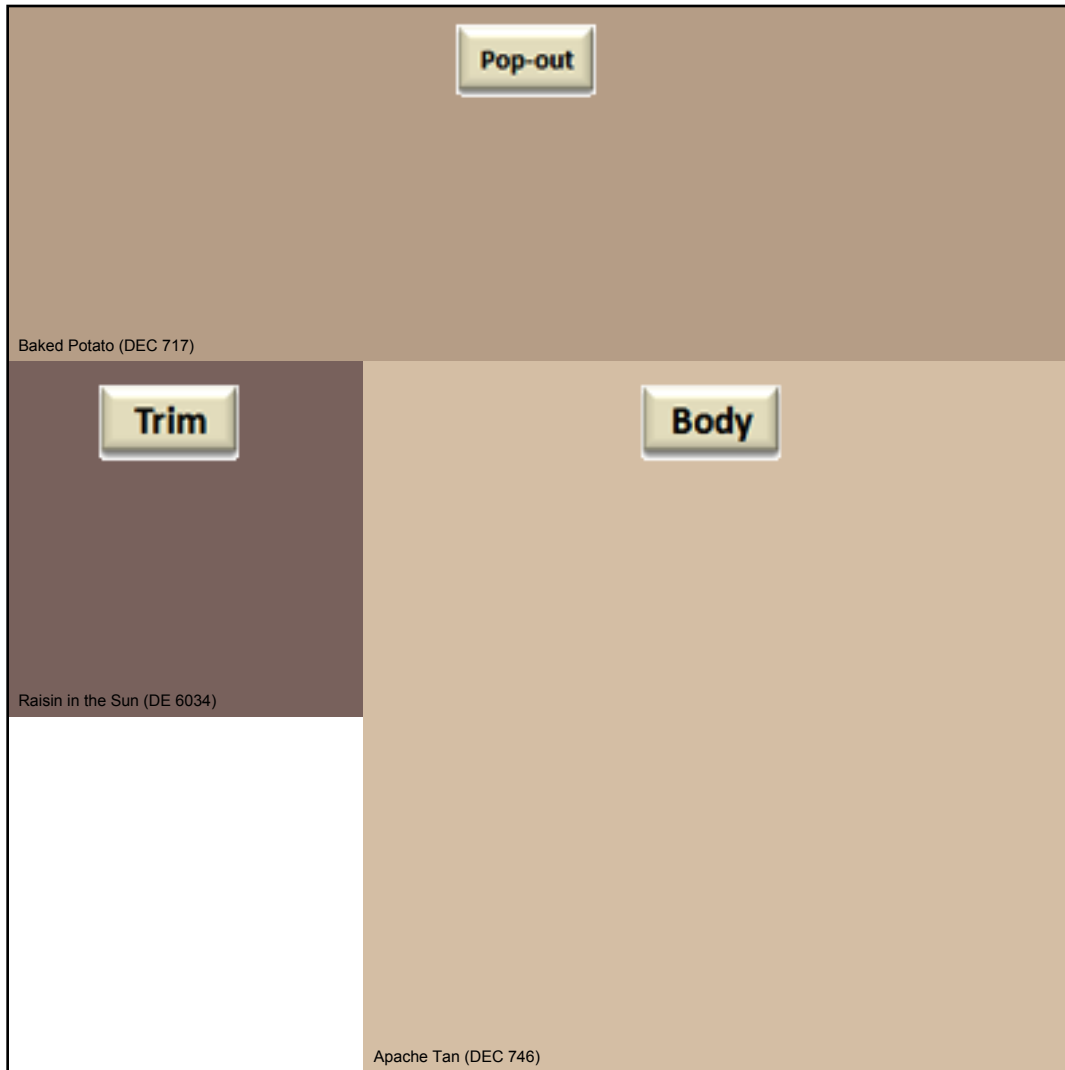 Pop-out
Baked Potato (DEC 717)
Trim
Body
Raisin in the Sun (DE 6034)
Apache Tan (DEC 746)